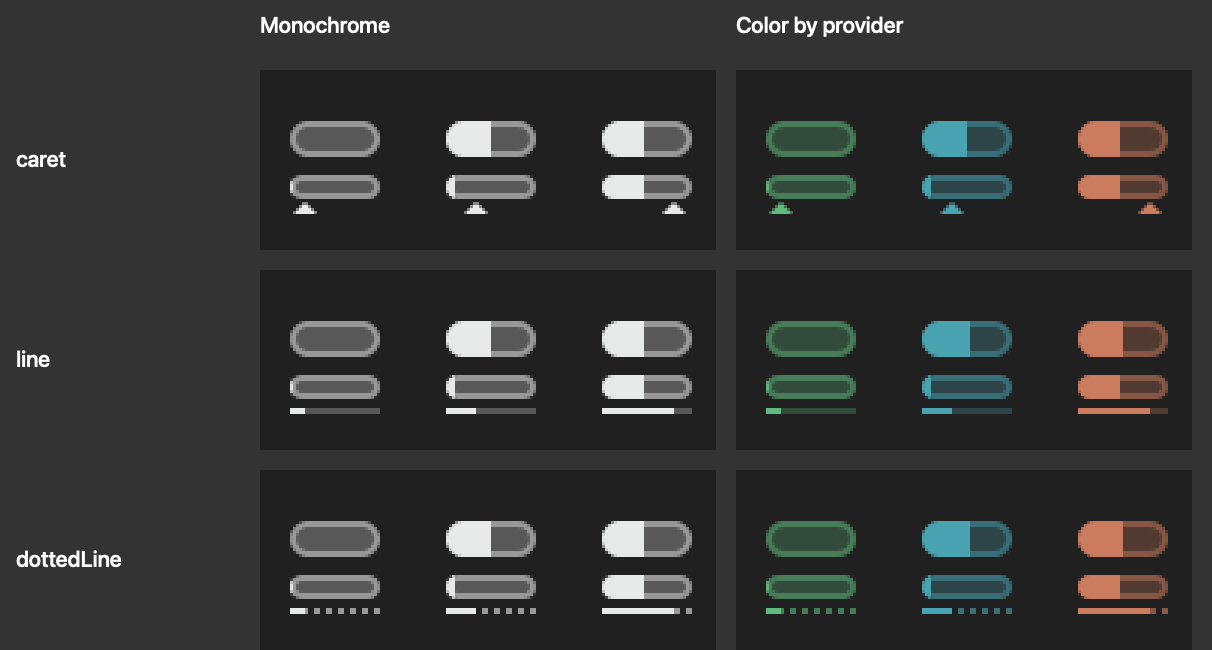 Monochrome
Color by provider
caret
line
dottedLine